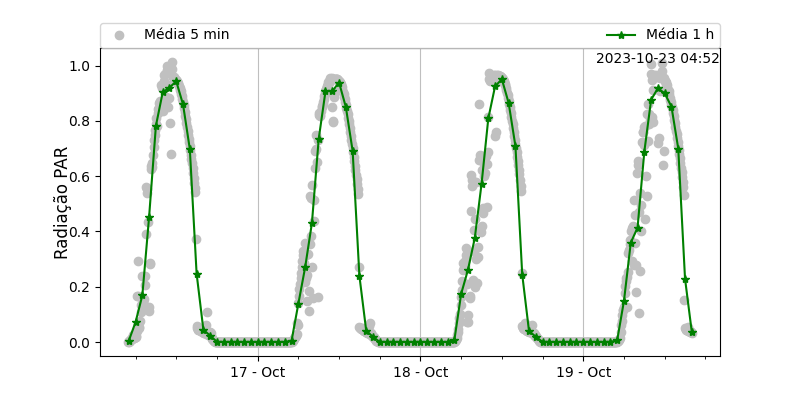 Média 5 min
Média 1 h
2023-10-23 04:52
Radiação PAR
1.0
0.8
0.6
0.4
0.2
0.0
17 - Oct
18 - Oct
19 - Oct